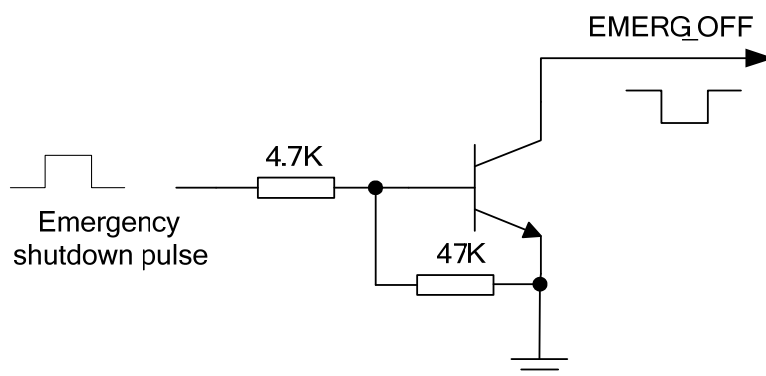 EMERG_OFF
4.7K
Emergency
shutdown pulse
47K